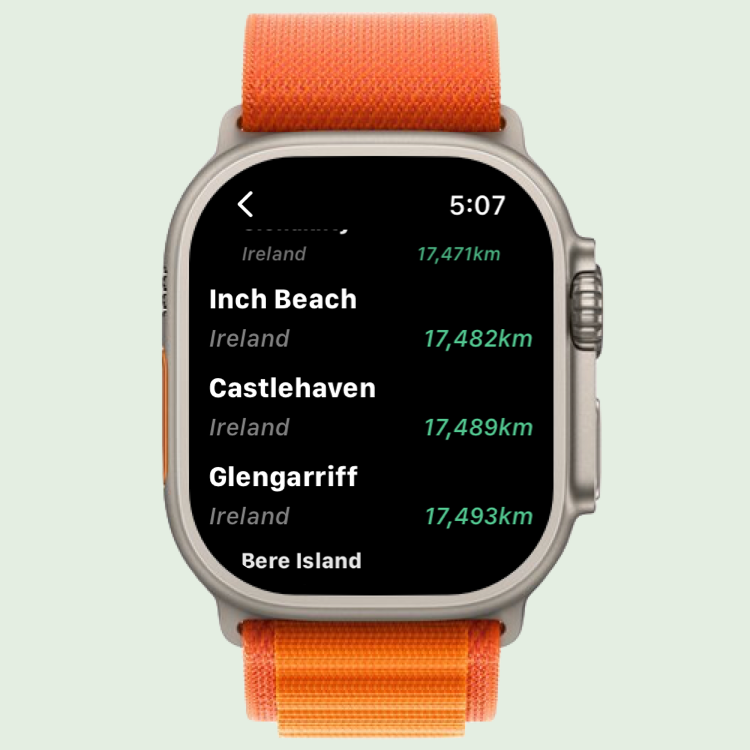 5:07
Ireland 17,471km
Inch Beach
Ireland 17,482km
Castlehaven
Ireland 17,489km
Glengarriff
Ireland 17,493km
Bere Island